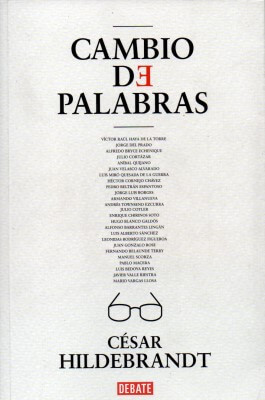 CAMBIO
DE
PALABRAS
VÍCTOR RAÚL HAYA DE LA TORRE
JORGE DEL PRADO
ALFREDO BRYCE ECHENIQUE
JULIO CORTÁZAR
ANÍBAL QUIJANO
JUAN VELASCO ALVARADO
LUIS MIRÓ QUESADA DE LA GUERRA
HÉCTOR CORNEJO CHÁVEZ
PEDRO BELTRÁN ESPANTOSO
JORGE LUIS BORGES
ARMANDO VILLANUEVA
ANDRÉS TOWNSEND EZCURRA
JULIO COTLER
ENRIQUE CHIRINOS SOTO
HUGO BLANCO GALDÓS
ALFONSO BARRANTES LINGÁN
LUIS ALBERTO SÁNCHEZ
LEONIDAS RODRÍGUEZ FIGUEROA
JUAN GONZALO ROSE
FERNANDO BELAUNDE TERRY
MANUEL SCORZA
PABLO MACERA
LUIS BEDOYA REYES
JAVIER VALLE RIESTRA
MARIO VARGAS LLOSA
CÉSAR
HILDEBRANDT
DEBATE